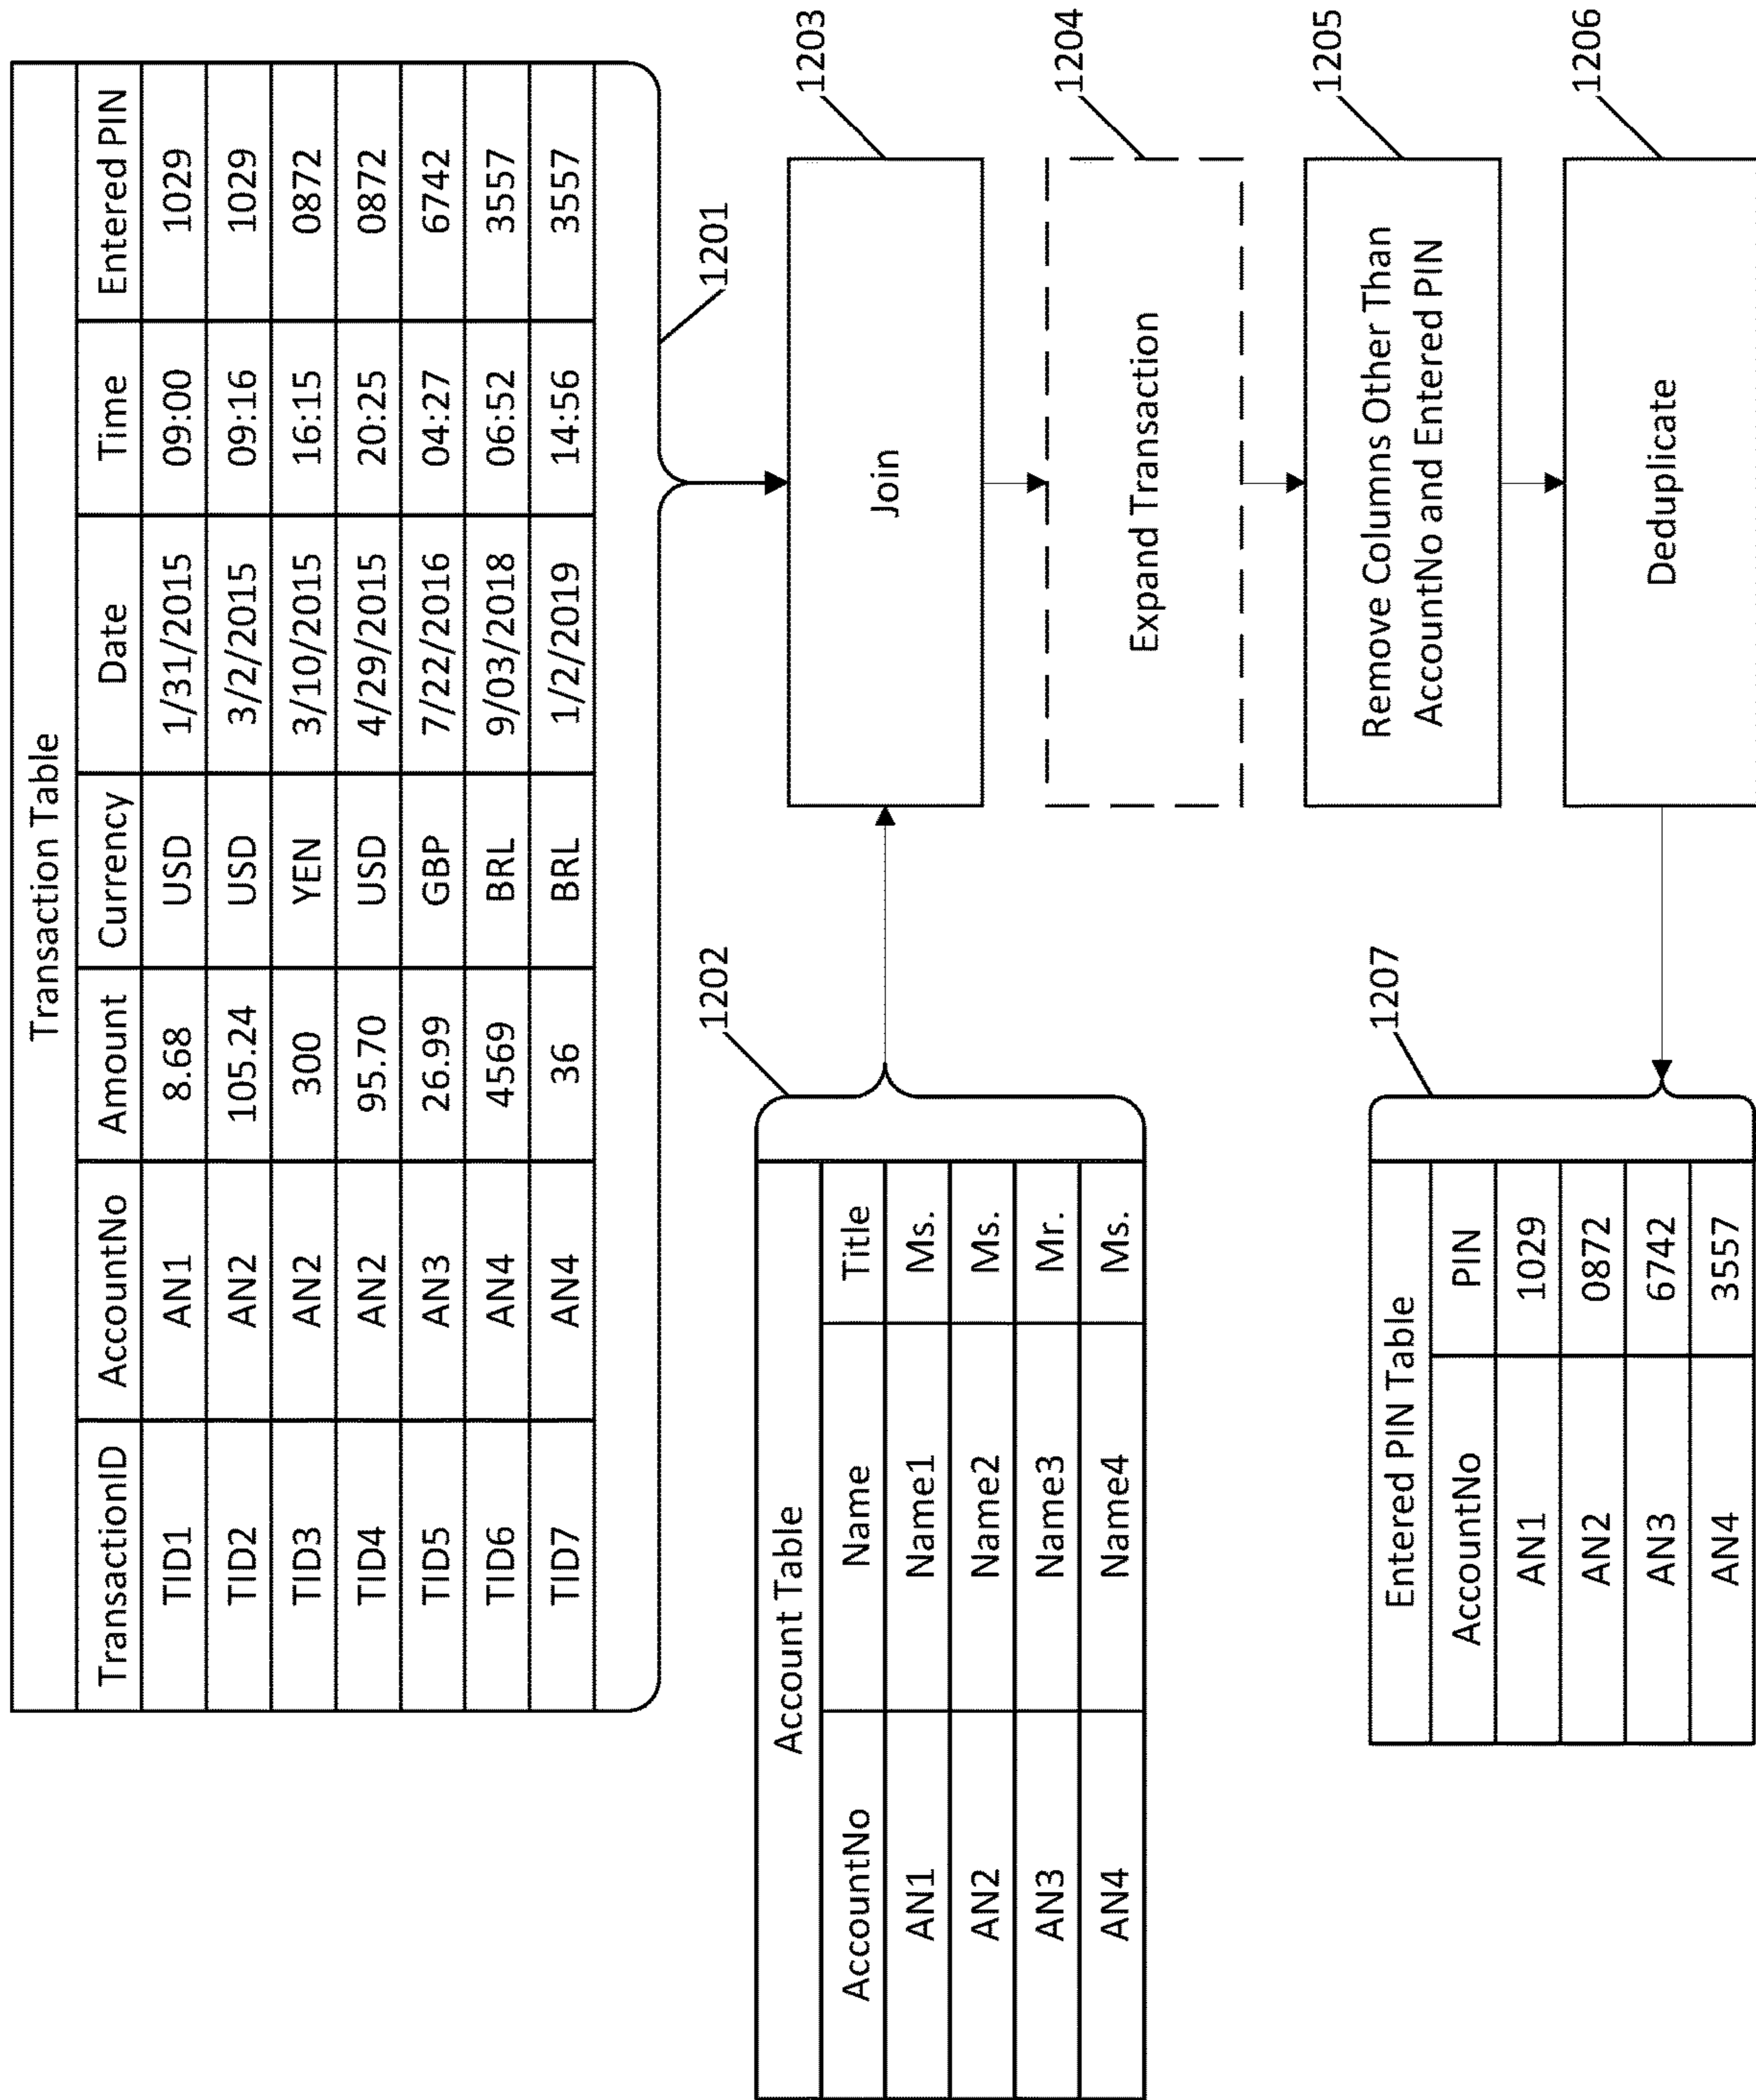 Transaction Table
TransactionID AccountNo Amount Currency Date Time Entered PIN
TID1 AN1 8.68 USD 1/31/2015 09:00 1029
TID2 AN2 105.24 USD 3/2/2015 09:16 1029
TID3 AN2 300 YEN 3/10/2015 16:15 0872
TID4 AN2 95.70 USD 4/29/2015 20:25 0872
TID5 AN3 26.99 GBP 7/22/2016 04:27 6742
TID6 AN4 4569 BRL 9/03/2018 06:52 3557
TID7 AN4 36 BRL 1/2/2019 14:56 3557
1201
1202
Account Table
AccountNo Name Title
AN1 Name1 Ms.
AN2 Name2 Ms.
AN3 Name3 Mr.
AN4 Name4 Ms.
Join
1203
Expand Transaction
1204
Remove Columns Other Than
AccountNo and Entered PIN
1205
Deduplicate
1206
1207
Entered PIN Table
AccountNo PIN
AN1 1029
AN2 0872
AN3 6742
AN4 3557